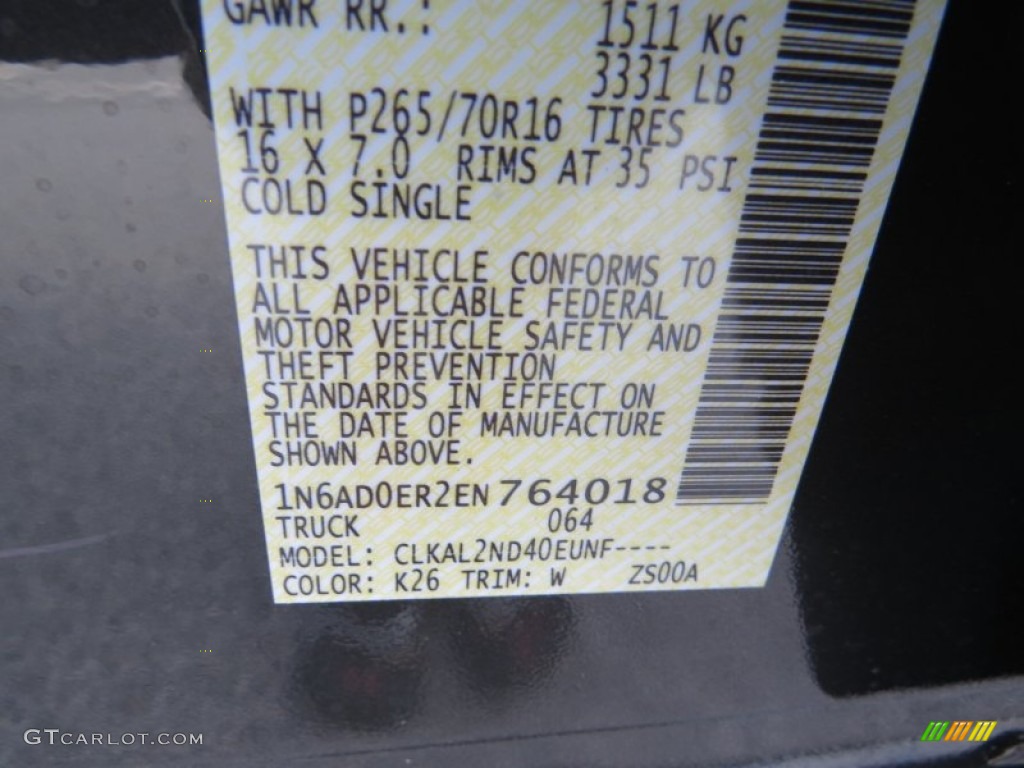 GAWR RR.:
1511 KG
3331 LB
WITH P265/70R16 TIRES
16 X 7.0 RIMS AT 35 PSI
COLD SINGLE
THIS VEHICLE CONFORMS TO
ALL APPLICABLE FEDERAL
MOTOR VEHICLE SAFETY AND
THEFT PREVENTION
STANDARDS IN EFFECT ON
THE DATE OF MANUFACTURE
SHOWN ABOVE.
1N6AD0ER2EN764018
TRUCK 064
MODEL: CLKAL2ND40EUNF----
COLOR: K26 TRIM: W ZS00A
GTCARLOT.COM